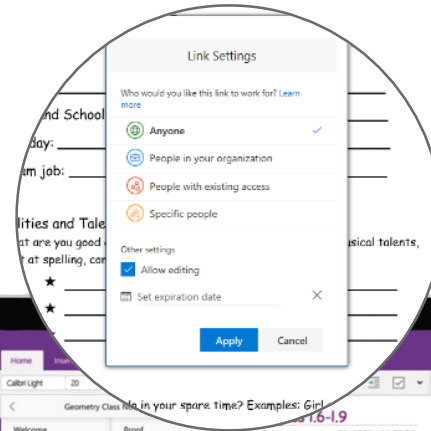 Link Settings
Who would you like this link to work for? Learn
more
Anyone
People in your organization
People with existing access
Specific people
Other settings
Allow editing
Set expiration date
Apply Cancel
nd School
day:
m job:
lities and Tale
at are you good
usical talents,
t at spelling, car
in your spare time? Examples: Girl
Home Inser
Calibri Light 20
Geometry Class No
1.6-1.9
Welcome Proof